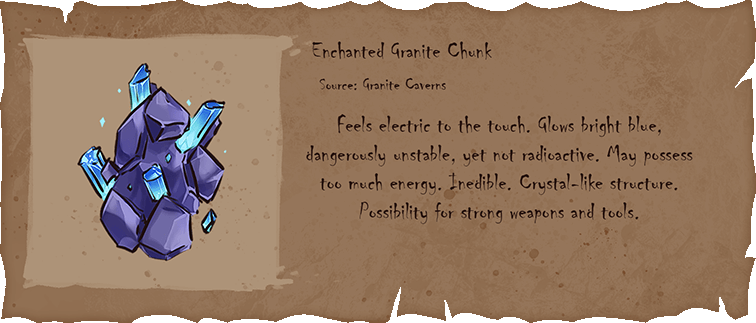 Enchanted Granite Chunk
Source: Granite Caverns
Feels electric to the touch. Glows bright blue,
dangerously unstable, yet not radioactive. May possess
too much energy. Inedible. Crystal-like structure.
Possibility for strong weapons and tools.